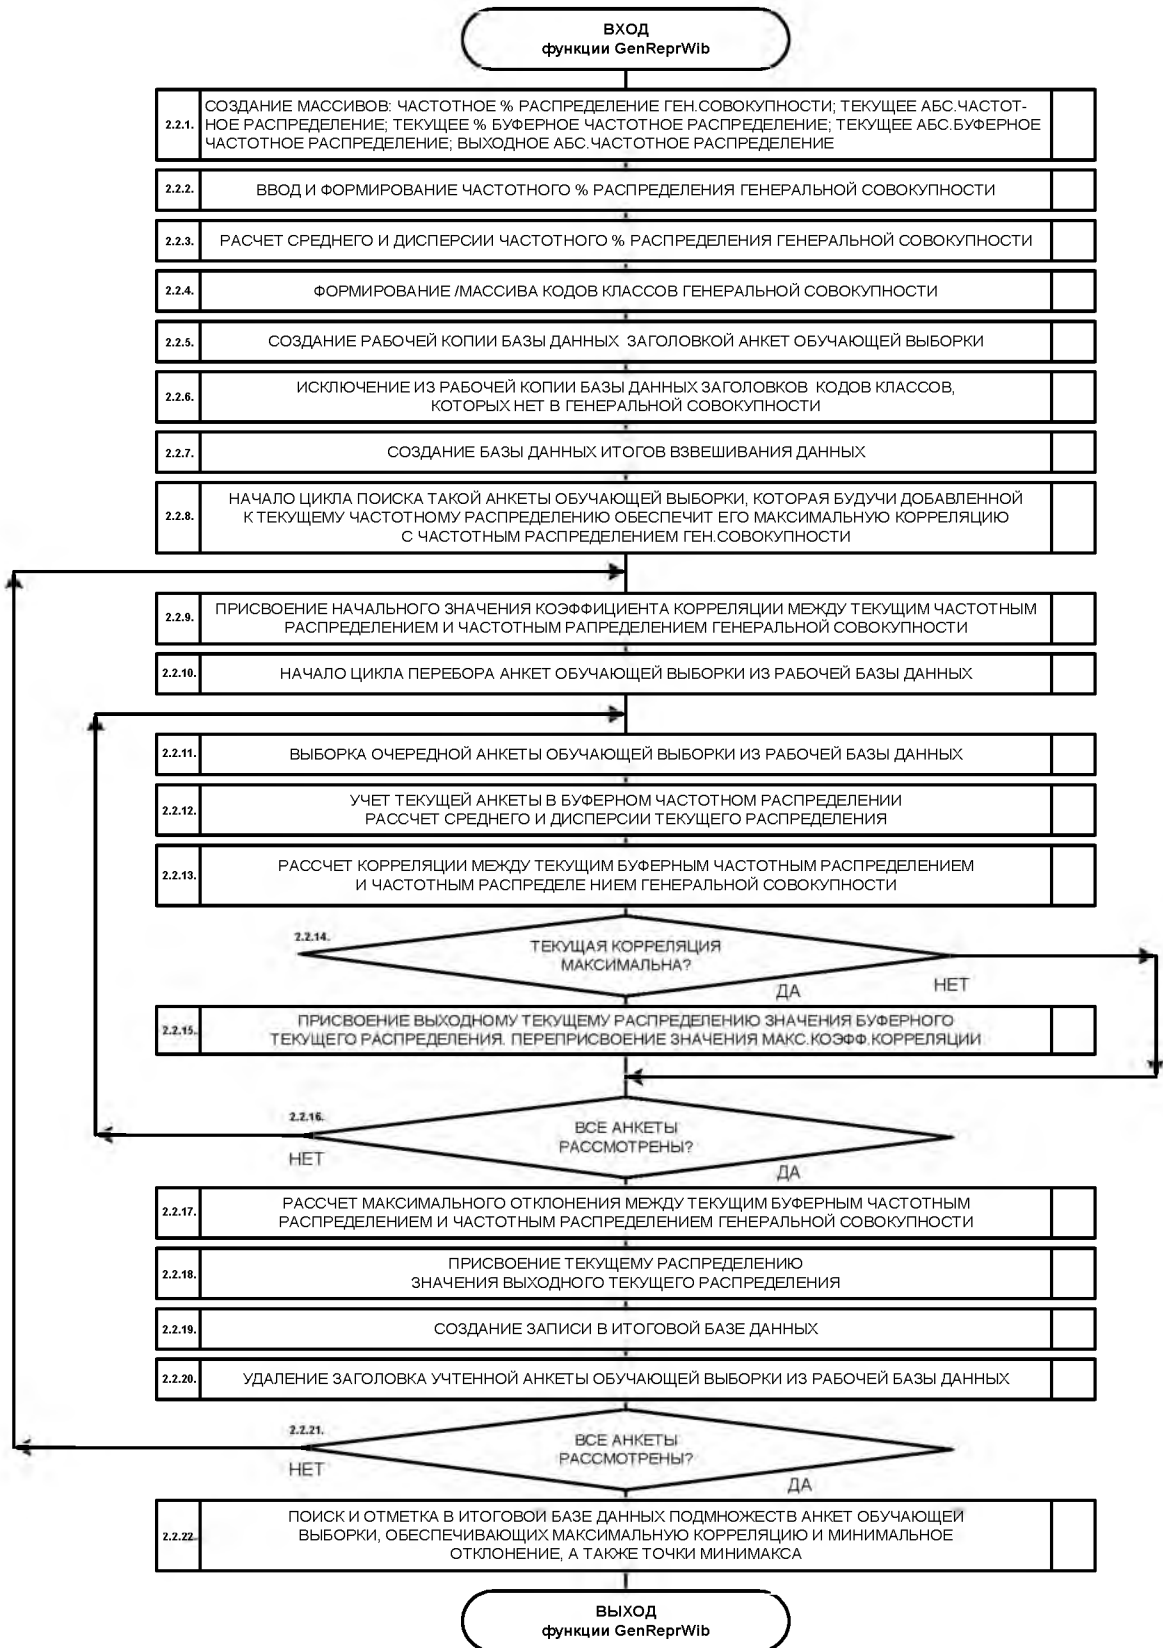 ВХОД
функции GenReprWib
2.2.1.
СОЗДАНИЕ МАССИВОВ: ЧАСТОТНОЕ % РАСПРЕДЕЛЕНИЕ ГЕН.СОВОКУПНОСТИ; ТЕКУЩЕЕ АБС.ЧАСТОТ-
НОЕ РАСПРЕДЕЛЕНИЕ; ТЕКУЩЕЕ % БУФЕРНОЕ ЧАСТОТНОЕ РАСПРЕДЕЛЕНИЕ; ТЕКУЩЕЕ АБС.БУФЕРНОЕ
ЧАСТОТНОЕ РАСПРЕДЕЛЕНИЕ; ВЫХОДНОЕ АБС.ЧАСТОТНОЕ РАСПРЕДЕЛЕНИЕ
2.2.2.
ВВОД И ФОРМИРОВАНИЕ ЧАСТОТНОГО % РАСПРЕДЕЛЕНИЯ ГЕНЕРАЛЬНОЙ СОВОКУПНОСТИ
2.2.3.
РАСЧЕТ СРЕДНЕГО И ДИСПЕРСИИ ЧАСТОТНОГО % РАСПРЕДЕЛЕНИЯ ГЕНЕРАЛЬНОЙ СОВОКУПНОСТИ
2.2.4.
ФОРМИРОВАНИЕ /МАССИВА КОДОВ КЛАССОВ ГЕНЕРАЛЬНОЙ СОВОКУПНОСТИ
2.2.5.
СОЗДАНИЕ РАБОЧЕЙ КОПИИ БАЗЫ ДАННЫХ ЗАГОЛОВКОЙ АНКЕТ ОБУЧАЮЩЕЙ ВЫБОРКИ
2.2.6.
ИСКЛЮЧЕНИЕ ИЗ РАБОЧЕЙ КОПИИ БАЗЫ ДАННЫХ ЗАГОЛОВКОВ КОДОВ КЛАССОВ,
КОТОРЫХ НЕТ В ГЕНЕРАЛЬНОЙ СОВОКУПНОСТИ
2.2.7.
СОЗДАНИЕ БАЗЫ ДАННЫХ ИТОГОВ ВЗВЕШИВАНИЯ ДАННЫХ
2.2.8.
НАЧАЛО ЦИКЛА ПОИСКА ТАКОЙ АНКЕТЫ ОБУЧАЮЩЕЙ ВЫБОРКИ, КОТОРАЯ БУДУЧИ ДОБАВЛЕННОЙ
К ТЕКУЩЕМУ ЧАСТОТНОМУ РАСПРЕДЕЛЕНИЮ ОБЕСПЕЧИТ ЕГО МАКСИМАЛЬНУЮ КОРРЕЛЯЦИЮ
С ЧАСТОТНЫМ РАСПРЕДЕЛЕНИЕМ ГЕН.СОВОКУПНОСТИ
2.2.9.
ПРИСВОЕНИЕ НАЧАЛЬНОГО ЗНАЧЕНИЯ КОЭФФИЦИЕНТА КОРРЕЛЯЦИИ МЕЖДУ ТЕКУЩИМ ЧАСТОТНЫМ
РАСПРЕДЕЛЕНИЕМ И ЧАСТОТНЫМ РАПРЕДЕЛЕНИЕМ ГЕНЕРАЛЬНОЙ СОВОКУПНОСТИ
2.2.10.
НАЧАЛО ЦИКЛА ПЕРЕБОРА АНКЕТ ОБУЧАЮЩЕЙ ВЫБОРКИ ИЗ РАБОЧЕЙ БАЗЫ ДАННЫХ
2.2.11.
ВЫБОРКА ОЧЕРЕДНОЙ АНКЕТЫ ОБУЧАЮЩЕЙ ВЫБОРКИ ИЗ РАБОЧЕЙ БАЗЫ ДАННЫХ
2.2.12.
УЧЕТ ТЕКУЩЕЙ АНКЕТЫ В БУФЕРНОМ ЧАСТОТНОМ РАСПРЕДЕЛЕНИИ
РАССЧЕТ СРЕДНЕГО И ДИСПЕРСИИ ТЕКУЩЕГО РАСПРЕДЕЛЕНИЯ
2.2.13.
РАССЧЕТ КОРРЕЛЯЦИИ МЕЖДУ ТЕКУЩИМ БУФЕРНЫМ ЧАСТОТНЫМ РАСПРЕДЕЛЕНИЕМ
И ЧАСТОТНЫМ РАСПРЕДЕЛЕ НИЕМ ГЕНЕРАЛЬНОЙ СОВОКУПНОСТИ
2.2.14.
ТЕКУЩАЯ КОРРЕЛЯЦИЯ
МАКСИМАЛЬНА?
ДА
НЕТ
2.2.15.
ПРИСВОЕНИЕ ВЫХОДНОМУ ТЕКУЩЕМУ РАСПРЕДЕЛЕНИЮ ЗНАЧЕНИЯ БУФЕРНОГО
ТЕКУЩЕГО РАСПРЕДЕЛЕНИЯ. ПЕРЕПРИСВОЕНИЕ ЗНАЧЕНИЯ МАКС.КОЭФФ.КОРРЕЛЯЦИИ
2.2.16.
ВСЕ АНКЕТЫ
РАССМОТРЕНЫ?
НЕТ
ДА
2.2.17.
РАССЧЕТ МАКСИМАЛЬНОГО ОТКЛОНЕНИЯ МЕЖДУ ТЕКУЩИМ БУФЕРНЫМ ЧАСТОТНЫМ
РАСПРЕДЕЛЕНИЕМ И ЧАСТОТНЫМ РАСПРЕДЕЛЕНИЕМ ГЕНЕРАЛЬНОЙ СОВОКУПНОСТИ
2.2.18.
ПРИСВОЕНИЕ ТЕКУЩЕМУ РАСПРЕДЕЛЕНИЮ
ЗНАЧЕНИЯ ВЫХОДНОГО ТЕКУЩЕГО РАСПРЕДЕЛЕНИЯ
2.2.19.
СОЗДАНИЕ ЗАПИСИ В ИТОГОВОЙ БАЗЕ ДАННЫХ
2.2.20.
УДАЛЕНИЕ ЗАГОЛОВКА УЧТЕННОЙ АНКЕТЫ ОБУЧАЮЩЕЙ ВЫБОРКИ ИЗ РАБОЧЕЙ БАЗЫ ДАННЫХ
2.2.21.
ВСЕ АНКЕТЫ
РАССМОТРЕНЫ?
НЕТ
ДА
2.2.22
ПОИСК И ОТМЕТКА В ИТОГОВОЙ БАЗЕ ДАННЫХ ПОДМНОЖЕСТВ АНКЕТ ОБУЧАЮЩЕЙ
ВЫБОРКИ, ОБЕСПЕЧИВАЮЩИХ МАКСИМАЛЬНУЮ КОРРЕЛЯЦИЮ И МИНИМАЛЬНОЕ
ОТКЛОНЕНИЕ, А ТАКЖЕ ТОЧКИ МИНИМАКСА
ВЫХОД
функции GenReprWib